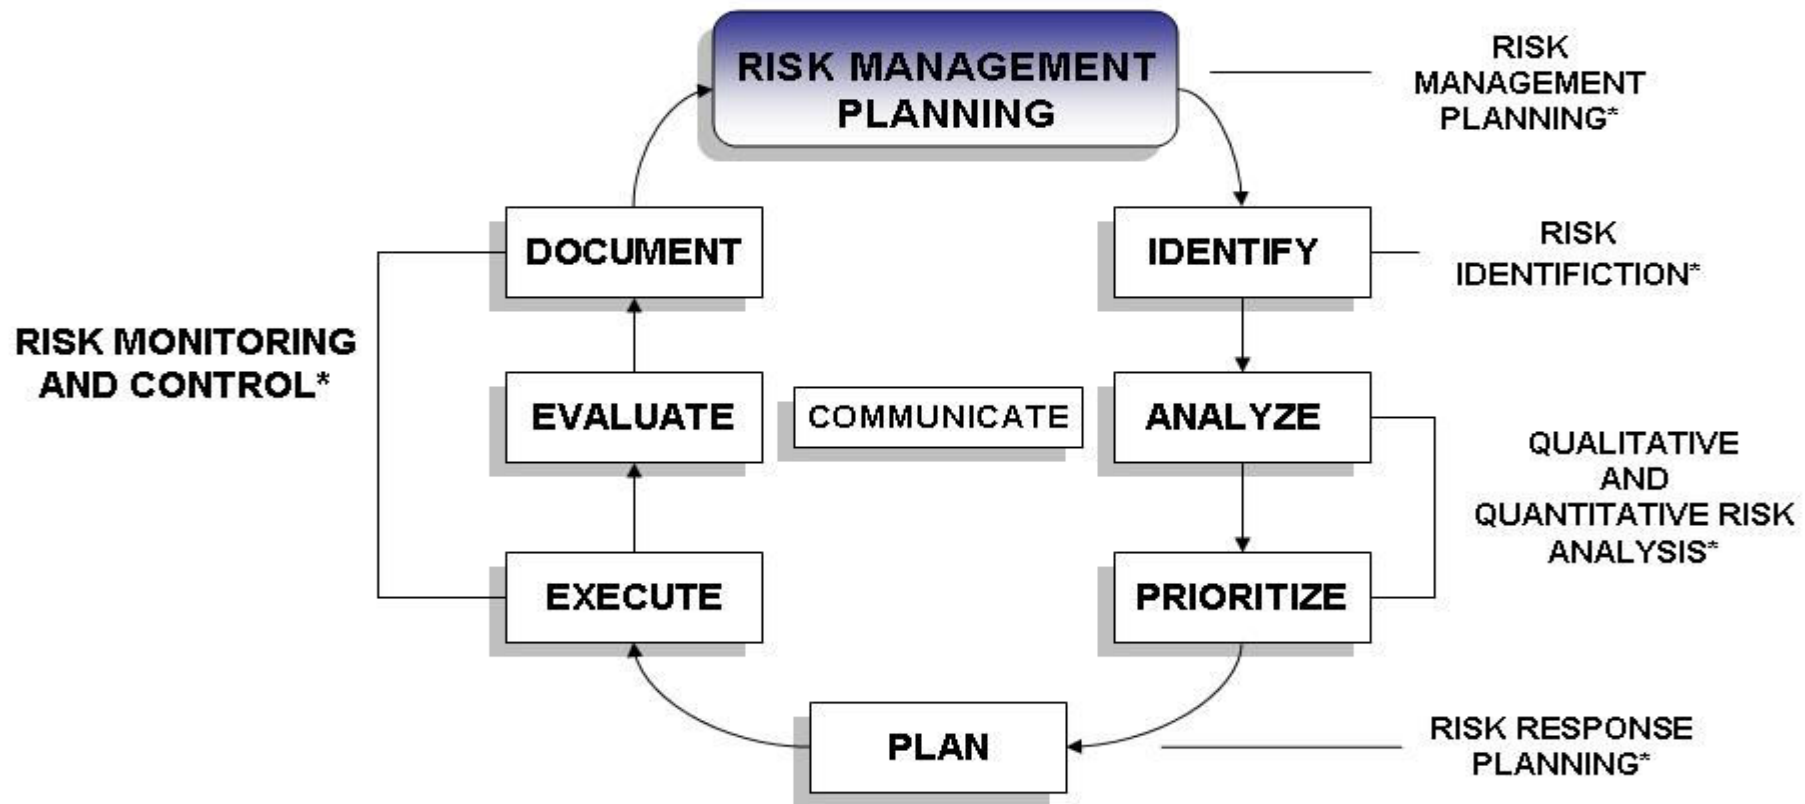 RISK MANAGEMENT
PLANNING
RISK
MANAGEMENT
PLANNING*
DOCUMENT
IDENTIFY
RISK
IDENTIFICTION*
RISK MONITORING
AND CONTROL*
EVALUATE
COMMUNICATE
ANALYZE
QUALITATIVE
AND
QUANTITATIVE RISK
ANALYSIS*
EXECUTE
PRIORITIZE
PLAN
RISK RESPONSE
PLANNING*